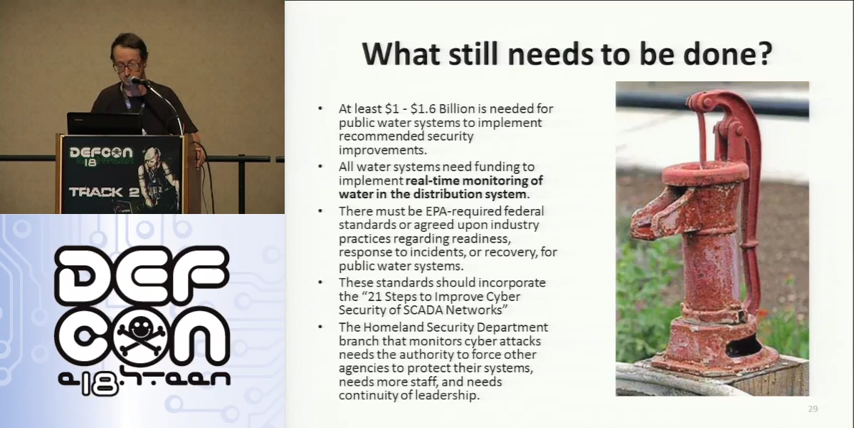 DEFCON
18
TRACK 2
DEF
CON
e18hteen
What still needs to be done?
• At least $1 - $1.6 Billion is needed for
public water systems to implement
recommended security
improvements.
• All water systems need funding to
implement real-time monitoring of
water in the distribution system.
• There must be EPA-required federal
standards or agreed upon industry
practices regarding readiness,
response to incidents, or recovery, for
public water systems.
• These standards should incorporate
the “21 Steps to Improve Cyber
Security of SCADA Networks”
• The Homeland Security Department
branch that monitors cyber attacks
needs the authority to force other
agencies to protect their systems,
needs more staff, and needs
continuity of leadership.
29